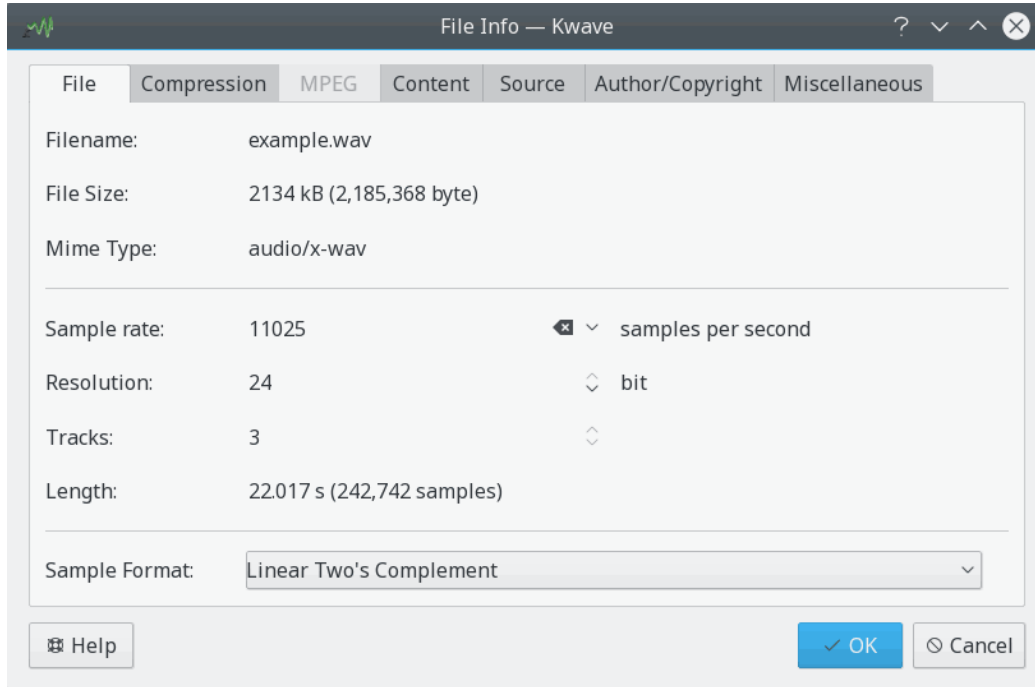 File Info — Kwave ?
File Compression MPEG Content Source Author/Copyright Miscellaneous
Filename: example.wav
File Size: 2134 kB (2,185,368 byte)
Mime Type: audio/x-wav
Sample rate: 11025 samples per second
Resolution: 24 bit
Tracks: 3
Length: 22.017 s (242,742 samples)
Sample Format: Linear Two's Complement
Help OK Cancel